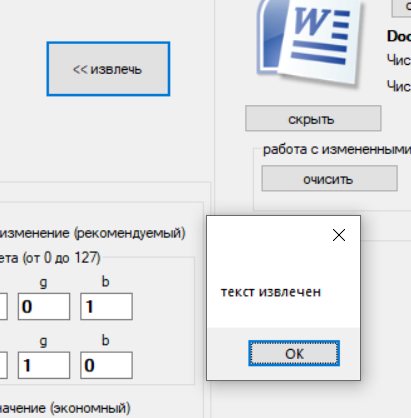 << извлечь
W
Doc
Чис
Чис
скрыть
работа с измененными
очистить
изменение (рекомендуемый)
ета (от 0 до 127)
g b
0 1
g b
1 0
начение (экономный)
текст извлечен
OK